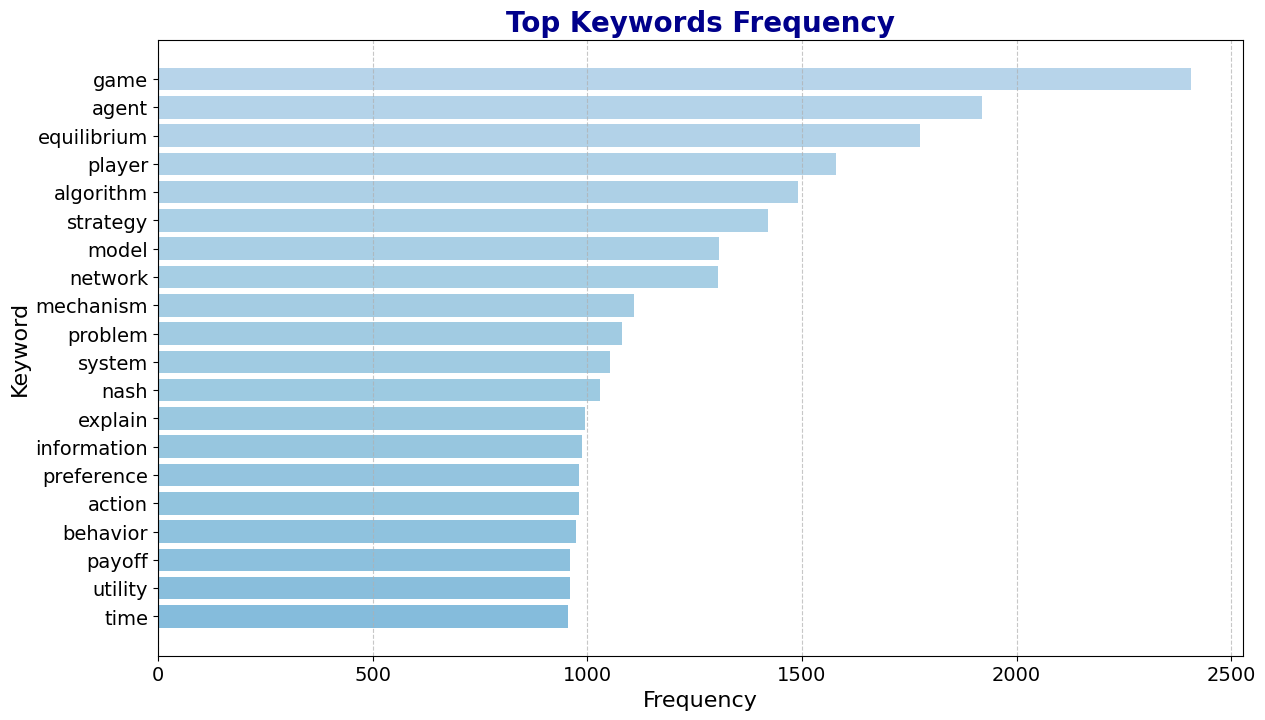 Top Keywords Frequency
Keyword
game
agent
equilibrium
player
algorithm
strategy
model
network
mechanism
problem
system
nash
explain
information
preference
action
behavior
payoff
utility
time
0 500 1000 1500 2000 2500
Frequency